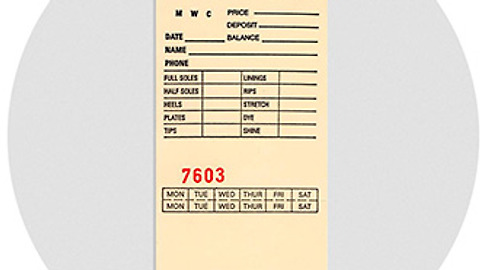 M W C PRICE
DEPOSIT
DATE BALANCE
NAME
PHONE
FULL SOLES LININGS
HALF SOLES RIPS
HEELS STRETCH
PLATES DYE
TIPS SHINE
7603
MON TUE WED THUR FRI SAT
MON TUE WED THUR FRI SAT